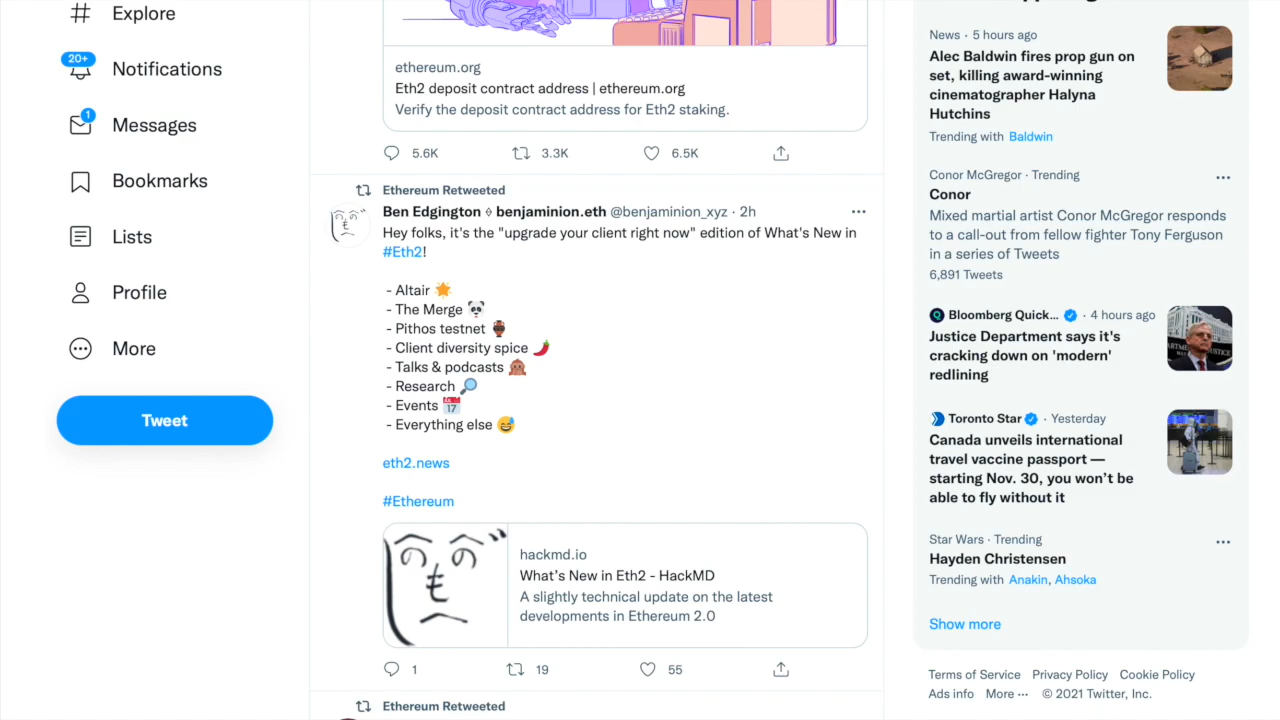 Explore
20+
Notifications
1
Messages
Bookmarks
Lists
Profile
More
Tweet
ethereum.org
Eth2 deposit contract address | ethereum.org
Verify the deposit contract address for Eth2 staking.
5.6K 3.3K 6.5K
Ethereum Retweeted
Ben Edgington benjaminion.eth @benjaminion_xyz · 2h
Hey folks, it's the "upgrade your client right now" edition of What's New in
#Eth2!
- Altair 🌟
- The Merge 🐼
- Pithos testnet 🏺
- Client diversity spice 🌶️
- Talks & podcasts 🙊
- Research 🔎
- Events 📅
- Everything else 😅
eth2.news
#Ethereum
へ へ
の の
も
へ
hackmd.io
What's New in Eth2 - HackMD
A slightly technical update on the latest
developments in Ethereum 2.0
1 19 55
Ethereum Retweeted
News · 5 hours ago
Alec Baldwin fires prop gun on
set, killing award-winning
cinematographer Halyna
Hutchins
Trending with Baldwin
Conor McGregor · Trending
Conor
Mixed martial artist Conor McGregor responds
to a call-out from fellow fighter Tony Ferguson
in a series of Tweets
6,891 Tweets
Bloomberg Quick... · 4 hours ago
Justice Department says it's
cracking down on 'modern'
redlining
Toronto Star · Yesterday
Canada unveils international
travel vaccine passport —
starting Nov. 30, you won't be
able to fly without it
Star Wars · Trending
Hayden Christensen
Trending with Anakin, Ahsoka
Show more
Terms of Service Privacy Policy Cookie Policy
Ads info More ··· © 2021 Twitter, Inc.